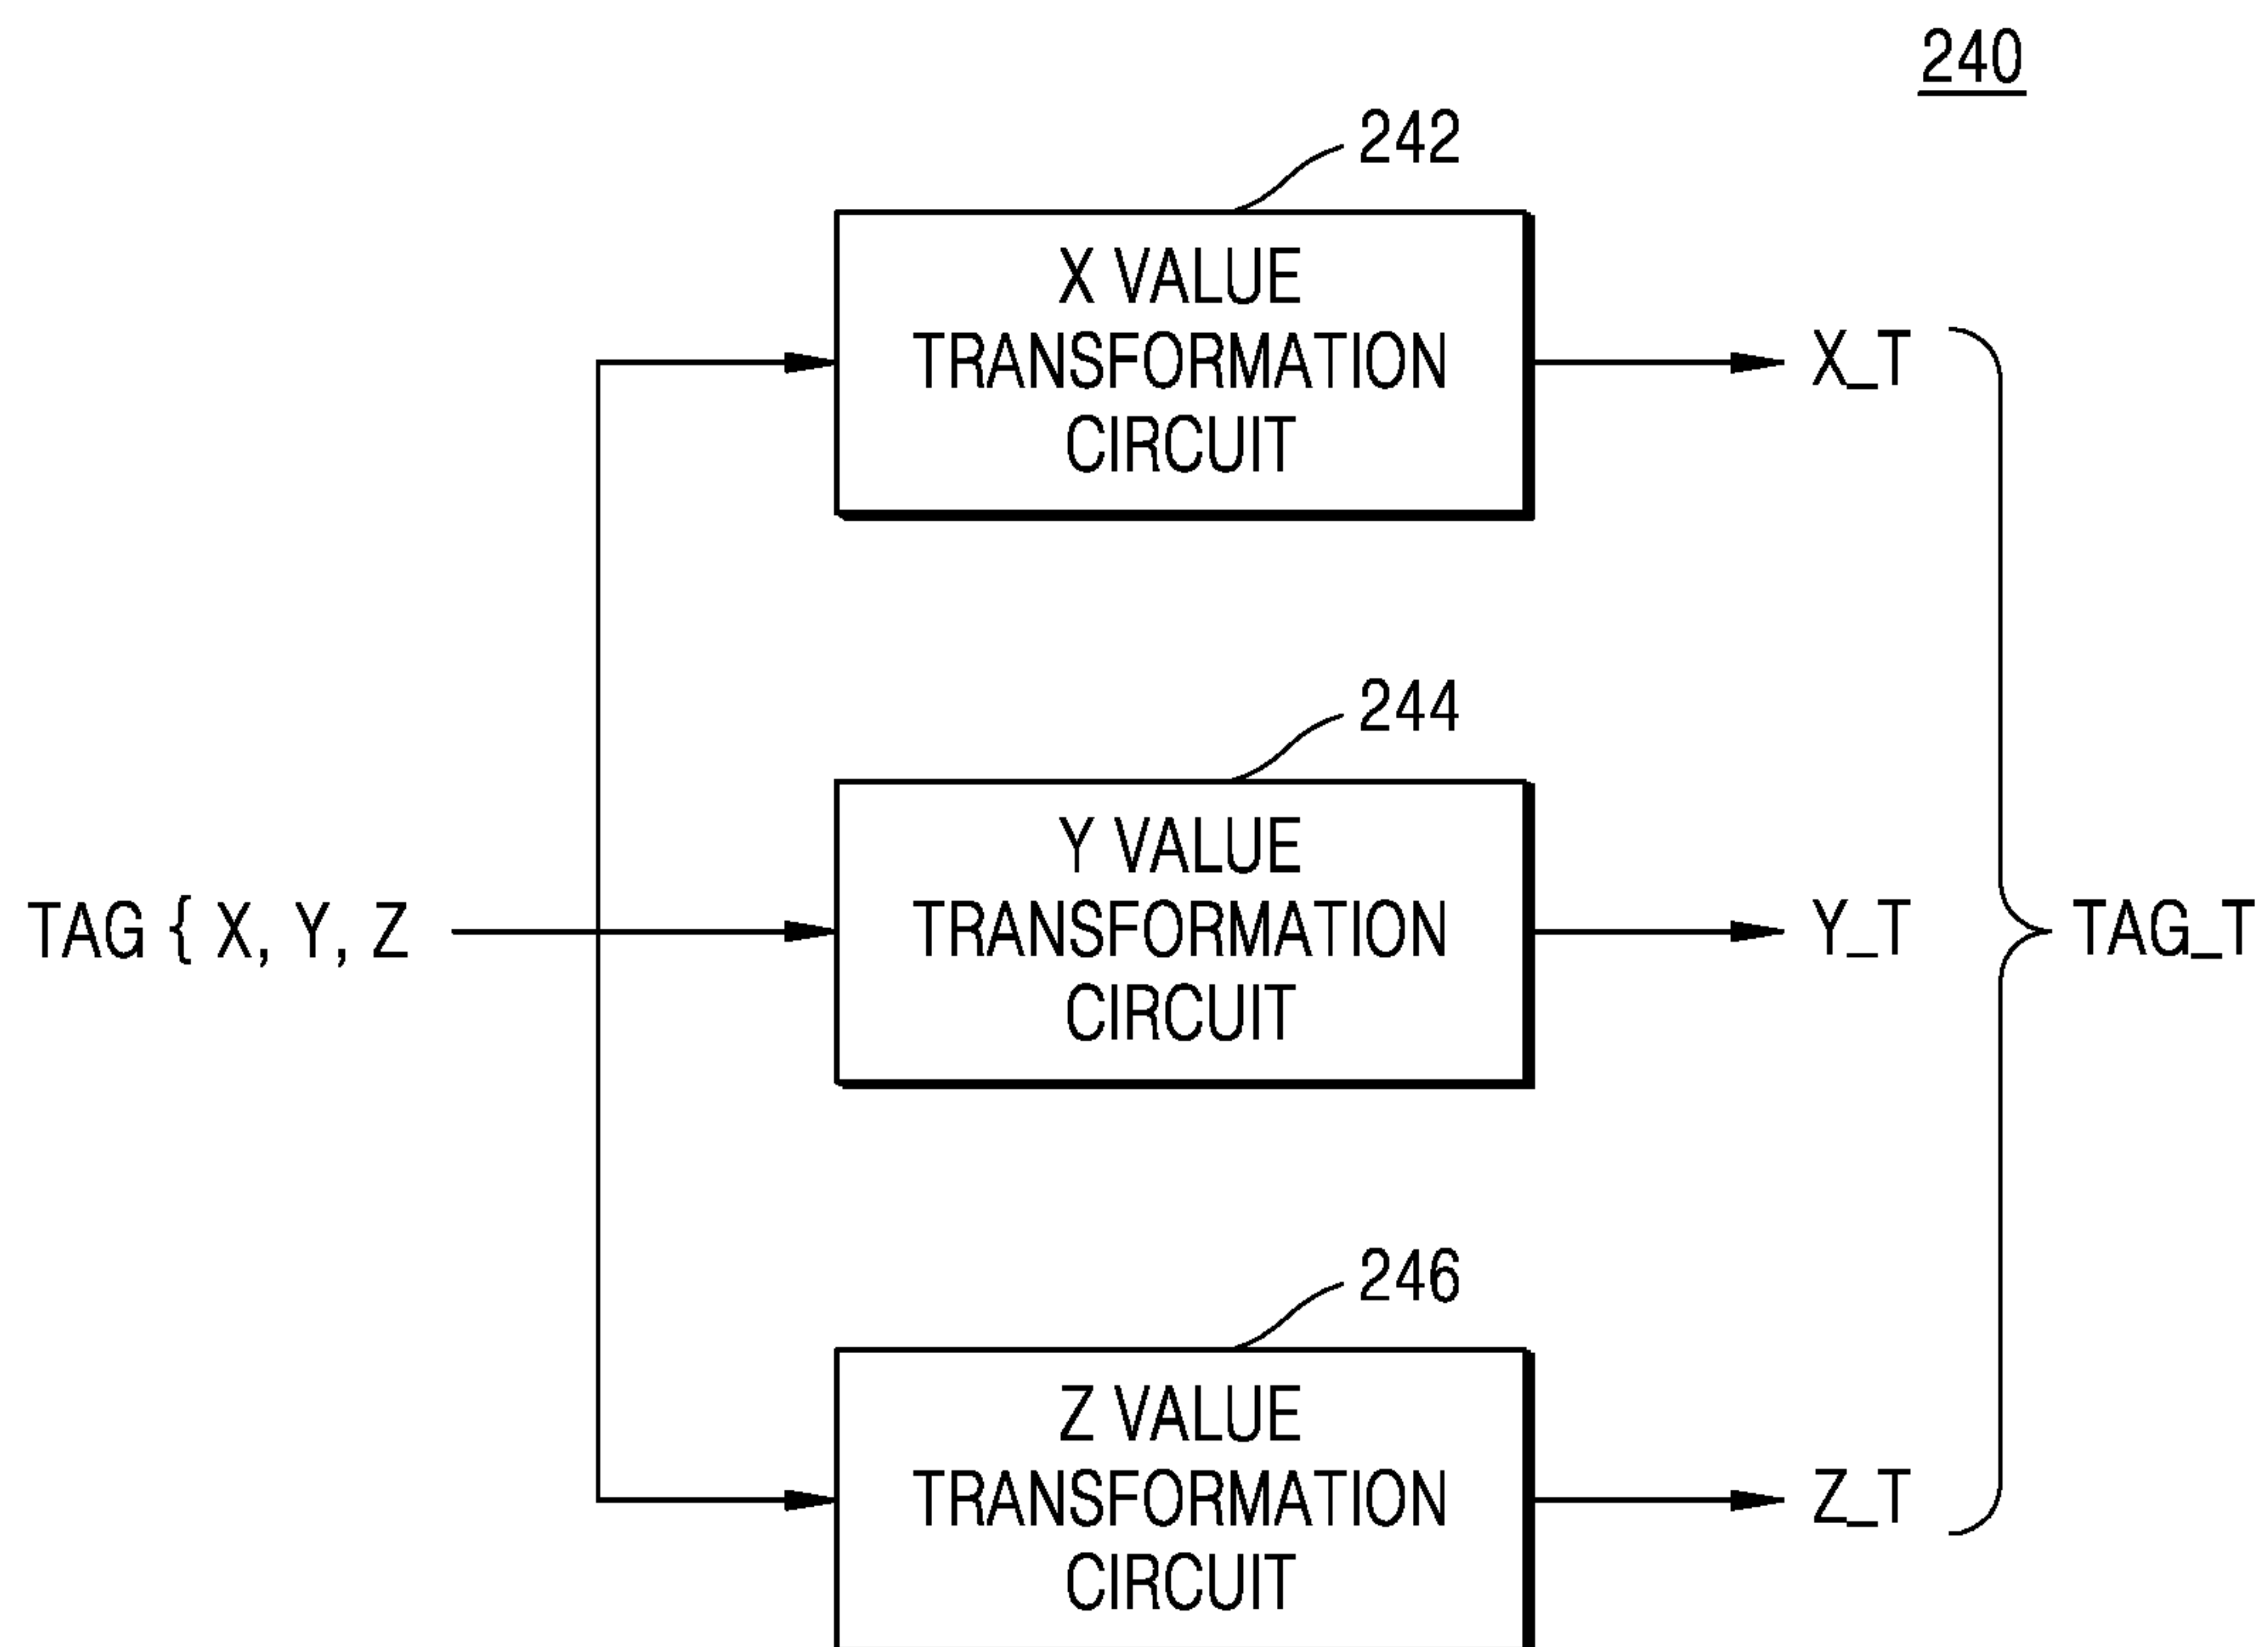 240
242
X VALUE
TRANSFORMATION
CIRCUIT
X_T
244
Y VALUE
TRANSFORMATION
CIRCUIT
TAG { X, Y, Z
Y_T
TAG_T
246
Z VALUE
TRANSFORMATION
CIRCUIT
Z_T